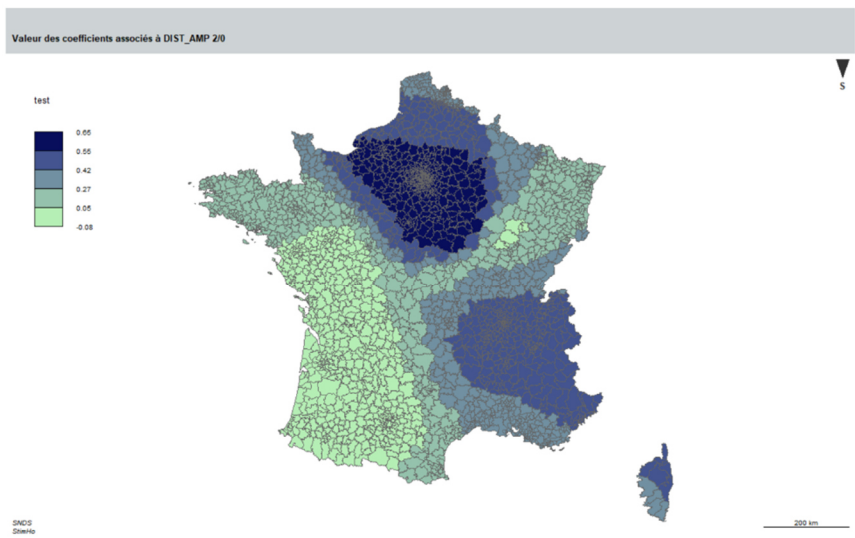 Valeur des coefficients associés à DIST_AMP 2/0
S
test
0.65
0.55
0.42
0.27
0.05
-0.08
200 km
SNDS
StimHo